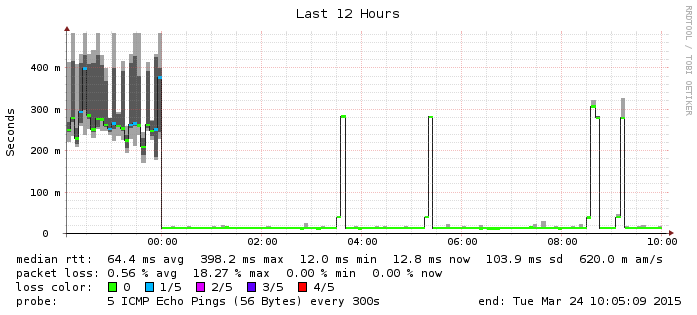 Last 12 Hours
RRDTOOL / TOBI OETIKER
Seconds
400 m
300 m
200 m
100 m
0
00:00 02:00 04:00 06:00 08:00 10:00
median rtt: 64.4 ms avg 398.2 ms max 12.0 ms min 12.8 ms now 103.9 ms sd 620.0 m am/s
packet loss: 0.56 % avg 18.27 % max 0.00 % min 0.00 % now
loss color: 0 1/5 2/5 3/5 4/5
probe: 5 ICMP Echo Pings (56 Bytes) every 300s end: Tue Mar 24 10:05:09 2015